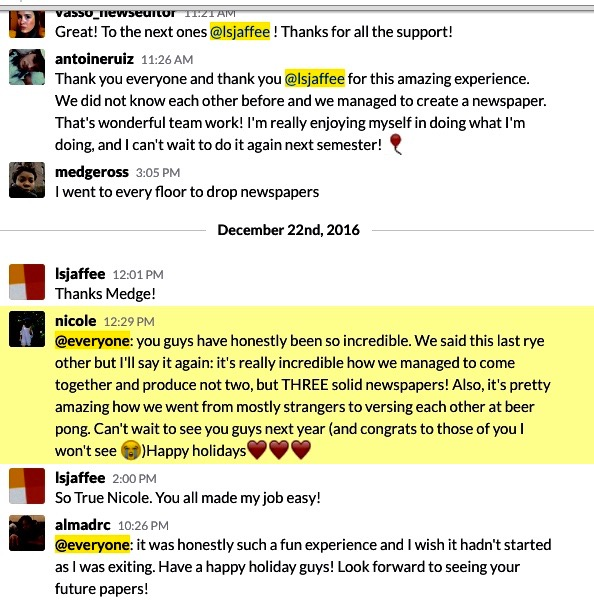 vasso_newseditor 11:21 AM
Great! To the next ones @lsjaffee ! Thanks for all the support!
antoineruiz 11:26 AM
Thank you everyone and thank you @lsjaffee for this amazing experience.
We did not know each other before and we managed to create a newspaper.
That's wonderful team work! I'm really enjoying myself in doing what I'm
doing, and I can't wait to do it again next semester!
medgeross 3:05 PM
I went to every floor to drop newspapers
December 22nd, 2016
lsjaffee 12:01 PM
Thanks Medge!
nicole 12:29 PM
@everyone: you guys have honestly been so incredible. We said this last rye
other but I'll say it again: it's really incredible how we managed to come
together and produce not two, but THREE solid newspapers! Also, it's pretty
amazing how we went from mostly strangers to versing each other at beer
pong. Can't wait to see you guys next year (and congrats to those of you I
won't see 😭)Happy holidays❤❤❤
lsjaffee 2:00 PM
So True Nicole. You all made my job easy!
almadrc 10:26 PM
@everyone: it was honestly such a fun experience and I wish it hadn't started
as I was exiting. Have a happy holiday guys! Look forward to seeing your
future papers!